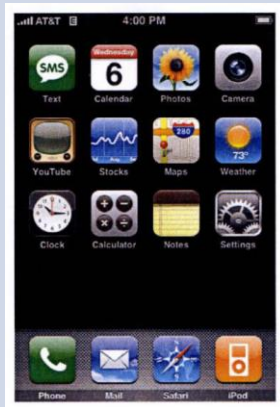 AT&T E 4:00 PM
SMS Wednesday 6 280 73°
Text Calendar Photos Camera
YouTube Stocks Maps Weather
Clock Calculator Notes Settings
Phone Mail Safari iPod